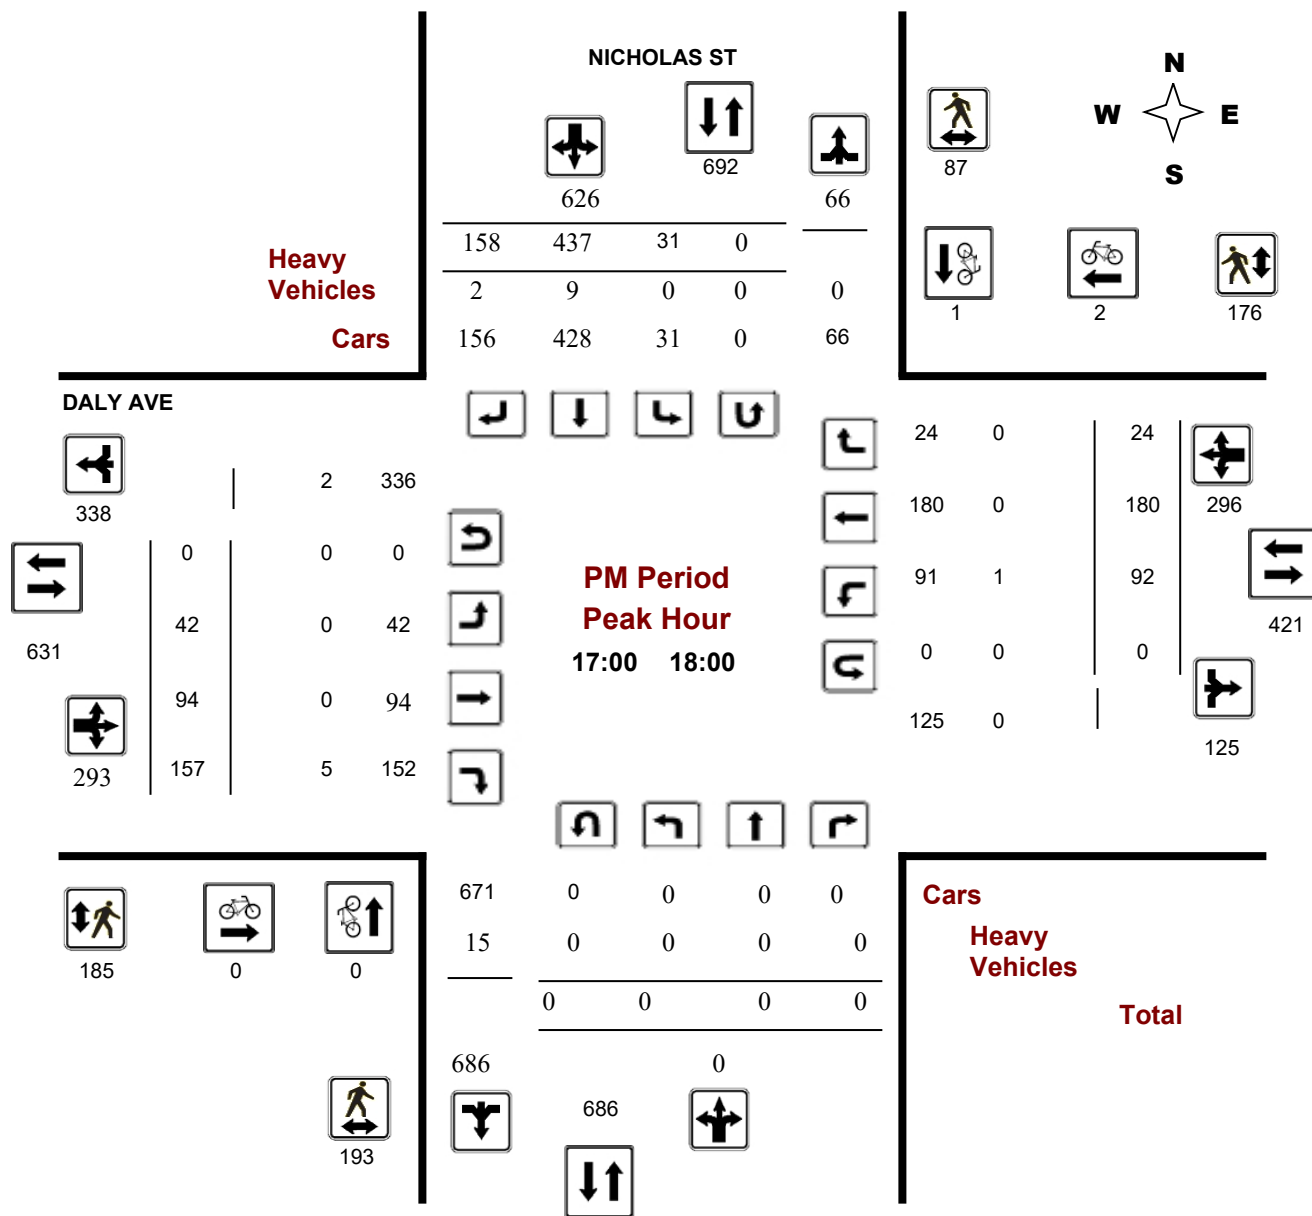 NICHOLAS ST
N
W E
S
692
87
626 66
158 437 31 0
Heavy
Vehicles 2 9 0 0 0
Cars 156 428 31 0 66
1 2 176
DALY AVE
24 0 24
338 2 336
180 0 180 296
0 0 0
PM Period
Peak Hour
17:00 18:00
91 1 92
42 0 42
421
631
0 0 0
94 0 94
125 0
125
293 157 5 152
671 0 0 0 0
Cars
15 0 0 0 0
Heavy
Vehicles
185 0 0
0 0 0 0
Total
686 0
686
193